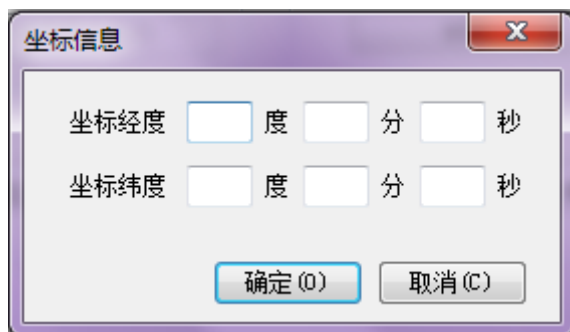 坐标信息
坐标经度 度 分 秒
坐标纬度 度 分 秒
确定(O) 取消(C)